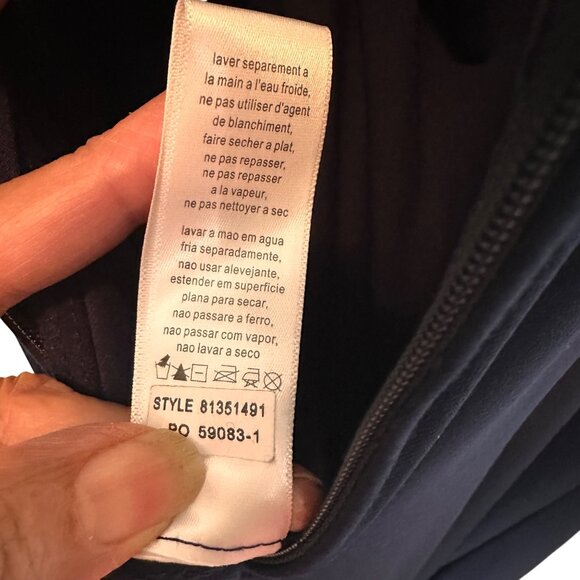 laver separement a
la main a l'eau froide,
ne pas utiliser d'agent
de blanchiment,
faire secher a plat,
ne pas repasser,
ne pas repasser
a la vapeur,
ne pas nettoyer a sec
lavar a mao em agua
fria separadamente,
nao usar alevejante,
estender em superficie
plana para secar,
nao passare a ferro,
nao passar com vapor,
nao lavar a seco
STYLE 81351491
PO 59083-1